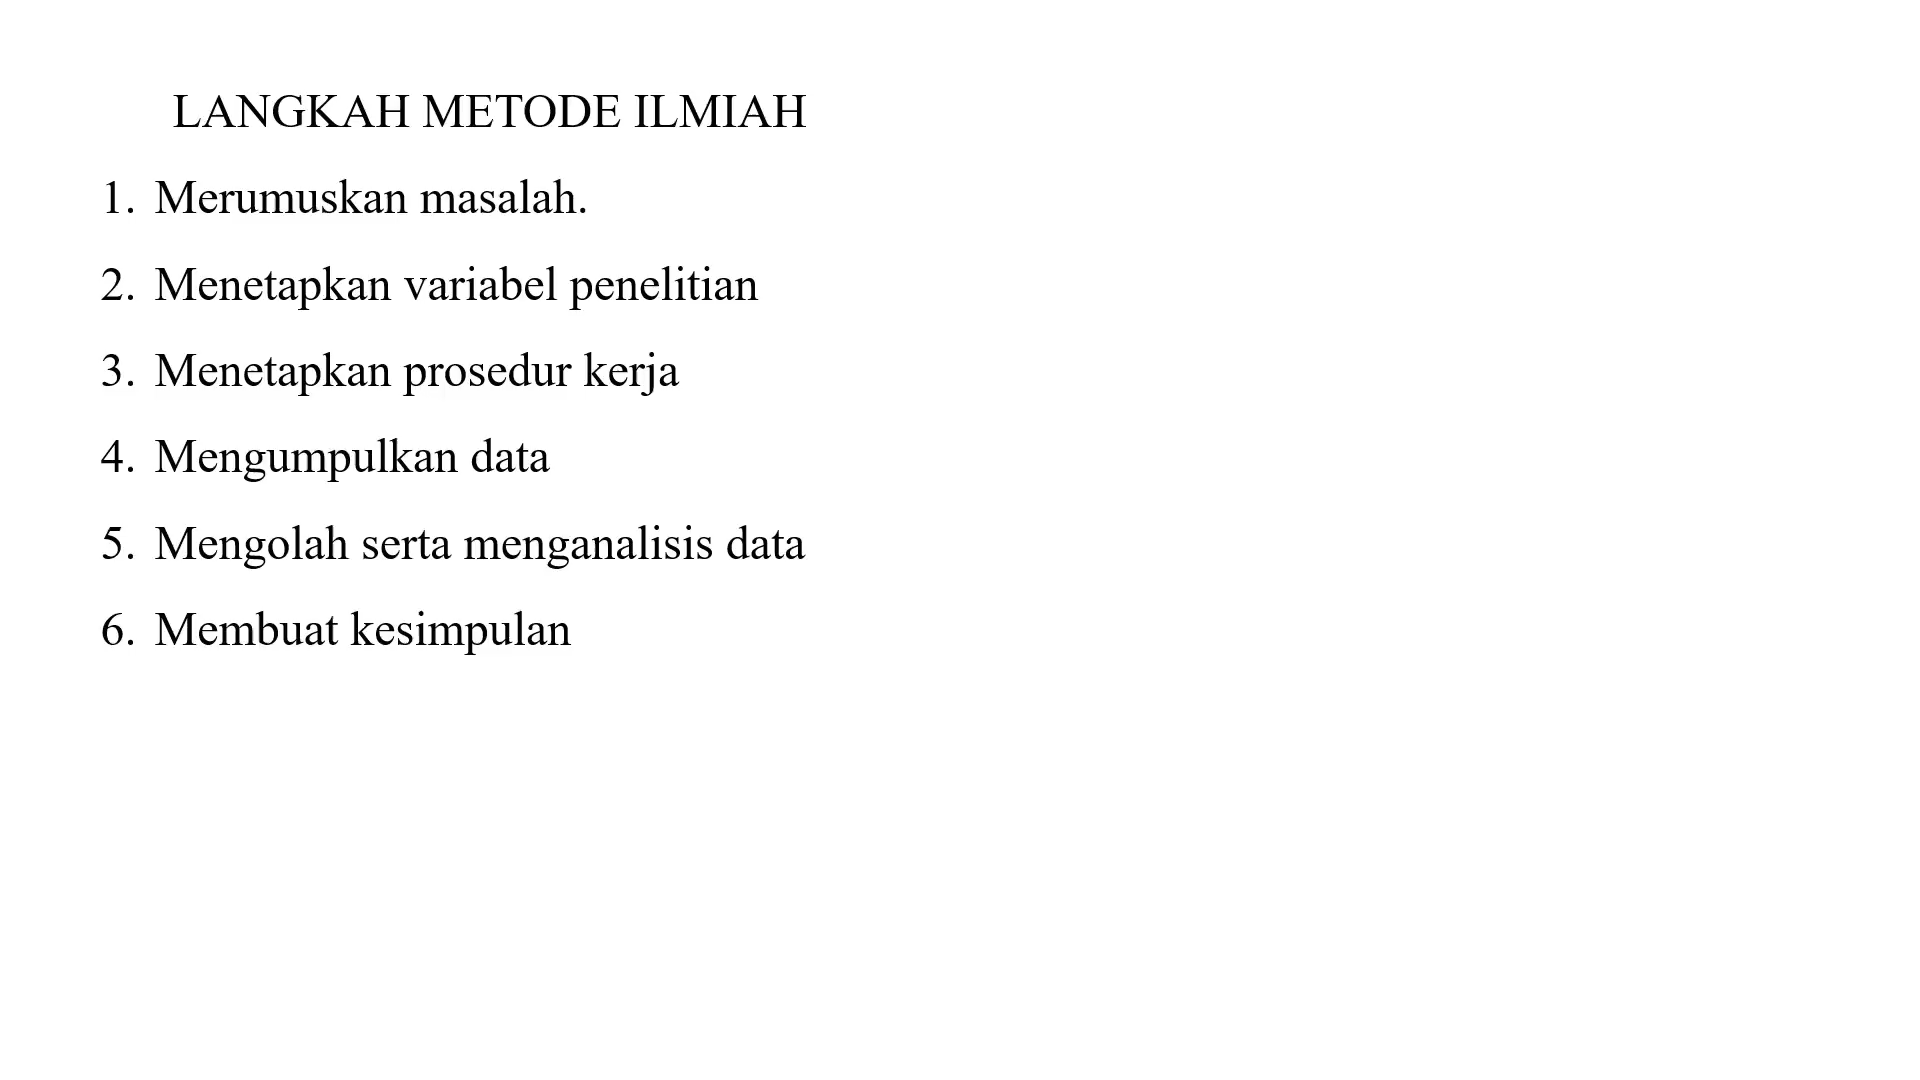 LANGKAH METODE ILMIAH
1. Merumuskan masalah.
2. Menetapkan variabel penelitian
3. Menetapkan prosedur kerja
4. Mengumpulkan data
5. Mengolah serta menganalisis data
6. Membuat kesimpulan